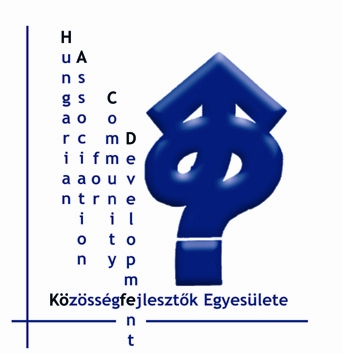 Hungarian
Association
for
Community
Development
Közösségfejlesztők Egyesülete